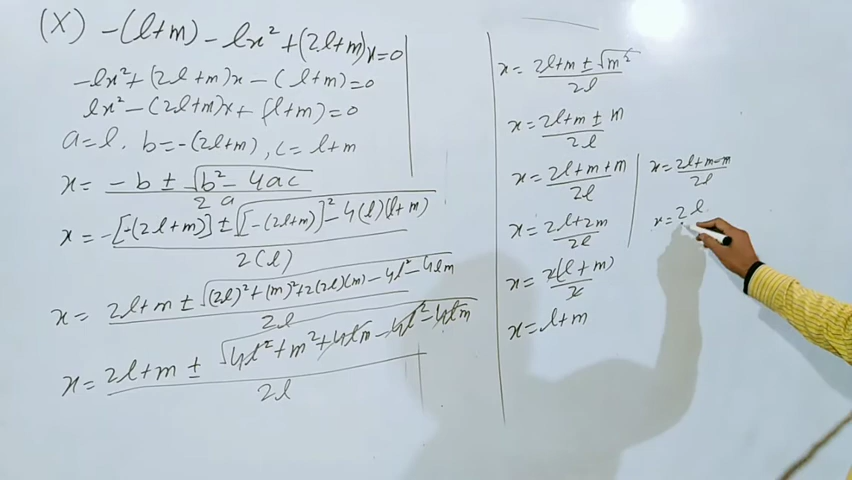 (X) -(l+m) - lx² + (2l+m)x = 0
-lx² + (2l+m)x - (l+m) = 0
lx² - (2l+m)x + (l+m) = 0
a = l . b = -(2l+m) , c = l+m
x = -b ± √b² - 4ac / 2a
x = -[-(2l+m)] ± √[-(2l+m)]² - 4(l)(l+m) / 2(l)
x = 2l+m ± √(2l)² + (m)² + 2(2l)(m) - 4l² - 4lm / 2l
x = 2l+m ± √4l² + m² + 4lm - 4l² - 4lm / 2l
x = 2l+m ± √m² / 2l
x = 2l+m ± m / 2l
x = 2l+m+m / 2l
x = 2l+2m / 2l
x = 2(l+m) / 2
x = l+m
x = 2l+m-m / 2l
x = 2l